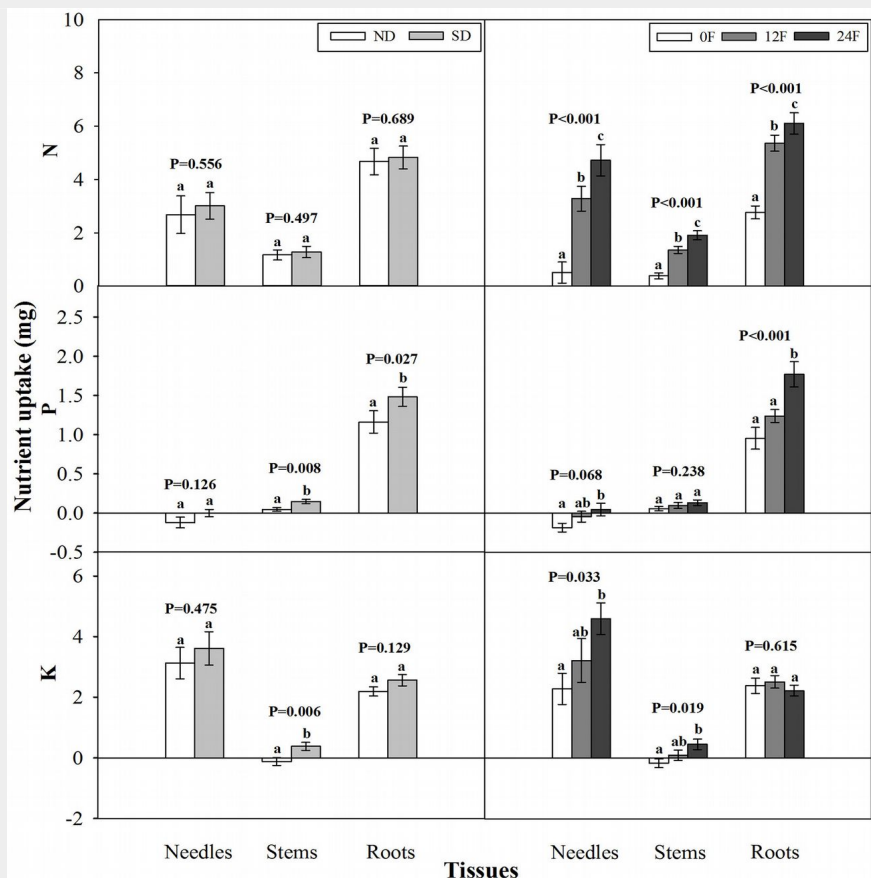 10
8
6
4
2
0
N
ND SD
P=0.556
a a
P=0.497
a a
P=0.689
a a
0F 12F 24F
P<0.001
a b c
P<0.001
a b c
P<0.001
a b c
Nutrient uptake (mg)
2.5
2.0
1.5
1.0
0.5
0.0
-0.5
P
P=0.126
a a
P=0.008
a b
P=0.027
a b
P=0.068
a ab b
P=0.238
a a a
P<0.001
a a b
6
4
2
0
-2
K
P=0.475
a a
P=0.006
a b
P=0.129
a a
P=0.033
a ab b
P=0.019
a ab b
P=0.615
a a a
Needles Stems Roots Needles Stems Roots
Tissues